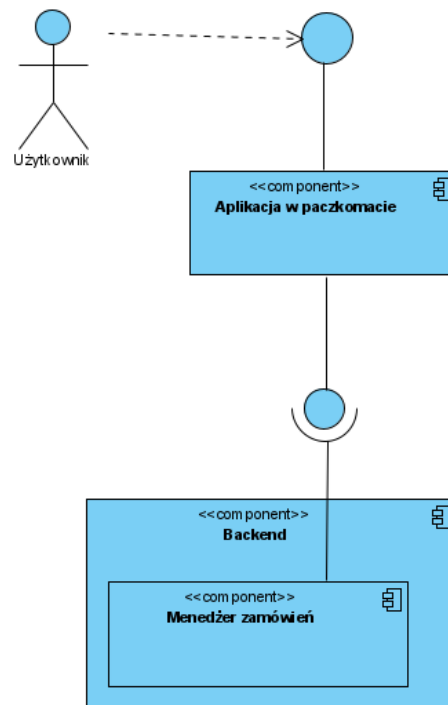 Użytkownik
<<component>>
Aplikacja w paczkomacie
<<component>>
Backend
<<component>>
Menedżer zamówień